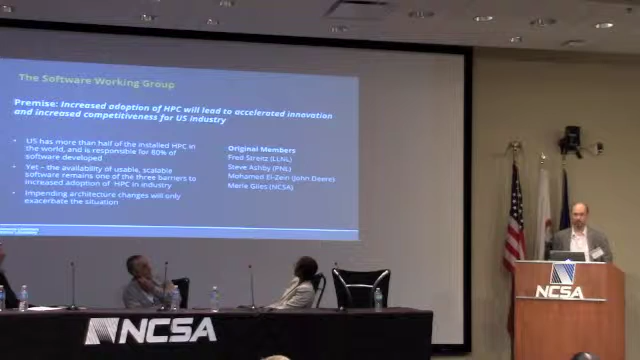 The Software Working Group
Premise: Increased adoption of HPC will lead to accelerated innovation
and increased competitiveness for US industry
US has more than half of the installed HPC in
the world, and is responsible for 80% of
software developed
Yet – the availability of usable, scalable
software remains one of the three barriers to
increased adoption of HPC in industry
Impending architecture changes will only
exacerbate the situation
Original Members
Fred Streitz (LLNL)
Steve Ashby (PNL)
Mohamed El-Zein (John Deere)
Merle Giles (NCSA)
NCSA
NCSA